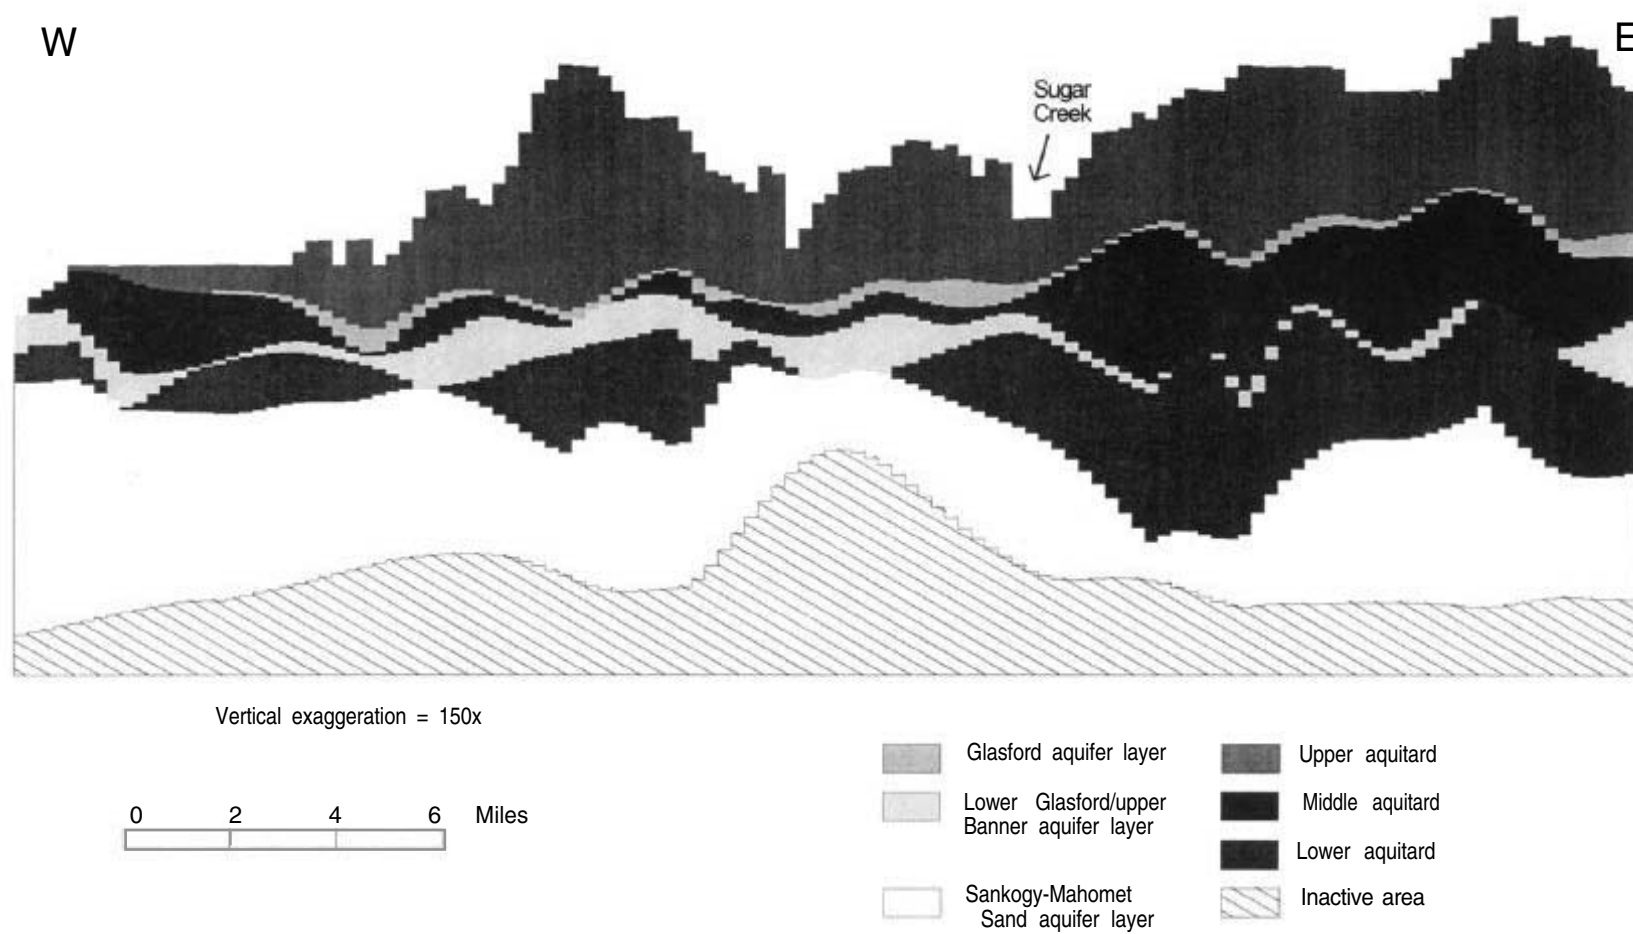 W
E
Sugar
Creek
Vertical exaggeration = 150x
0 2 4 6 Miles
Glasford aquifer layer
Lower Glasford/upper
Banner aquifer layer
Sankogy-Mahomet
Sand aquifer layer
Upper aquitard
Middle aquitard
Lower aquitard
Inactive area